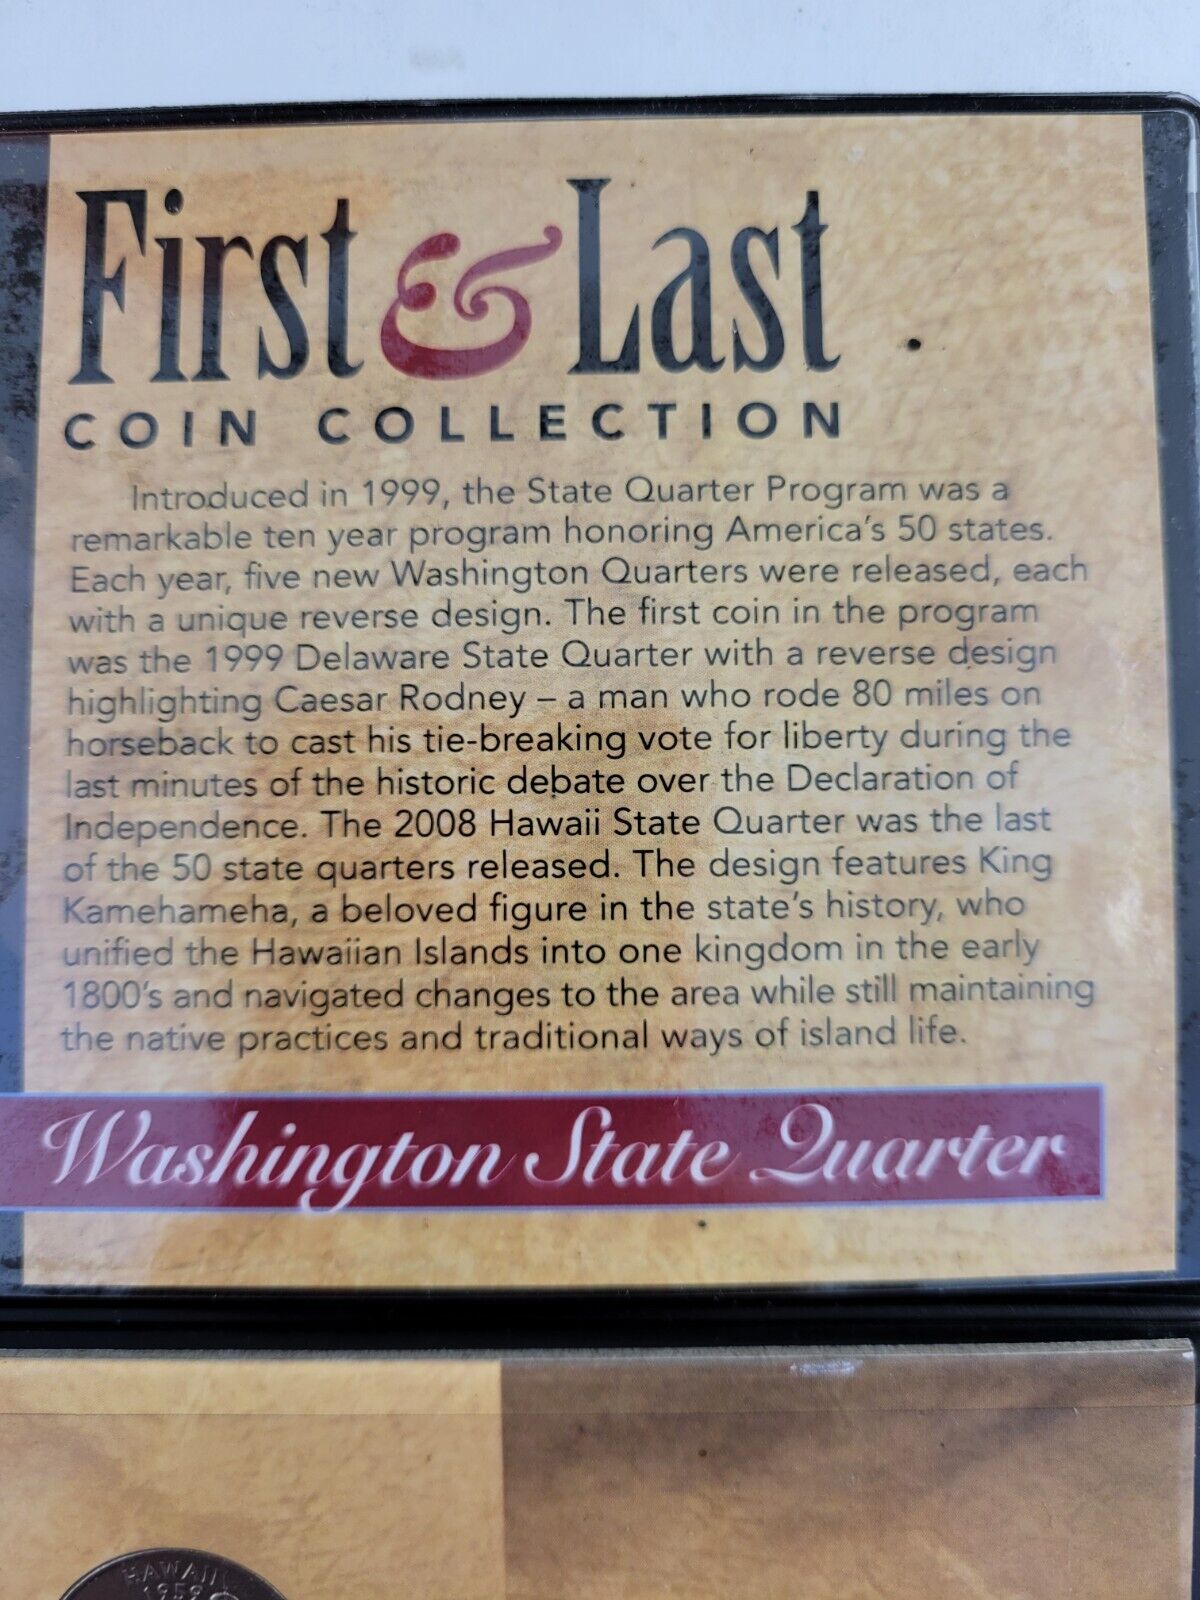 First & Last
COIN COLLECTION
Introduced in 1999, the State Quarter Program was a
remarkable ten year program honoring America's 50 states.
Each year, five new Washington Quarters were released, each
with a unique reverse design. The first coin in the program
was the 1999 Delaware State Quarter with a reverse design
highlighting Caesar Rodney – a man who rode 80 miles on
horseback to cast his tie-breaking vote for liberty during the
last minutes of the historic debate over the Declaration of
Independence. The 2008 Hawaii State Quarter was the last
of the 50 state quarters released. The design features King
Kamehameha, a beloved figure in the state's history, who
unified the Hawaiian Islands into one kingdom in the early
1800's and navigated changes to the area while still maintaining
the native practices and traditional ways of island life.
Washington State Quarter
HAWAII
1959